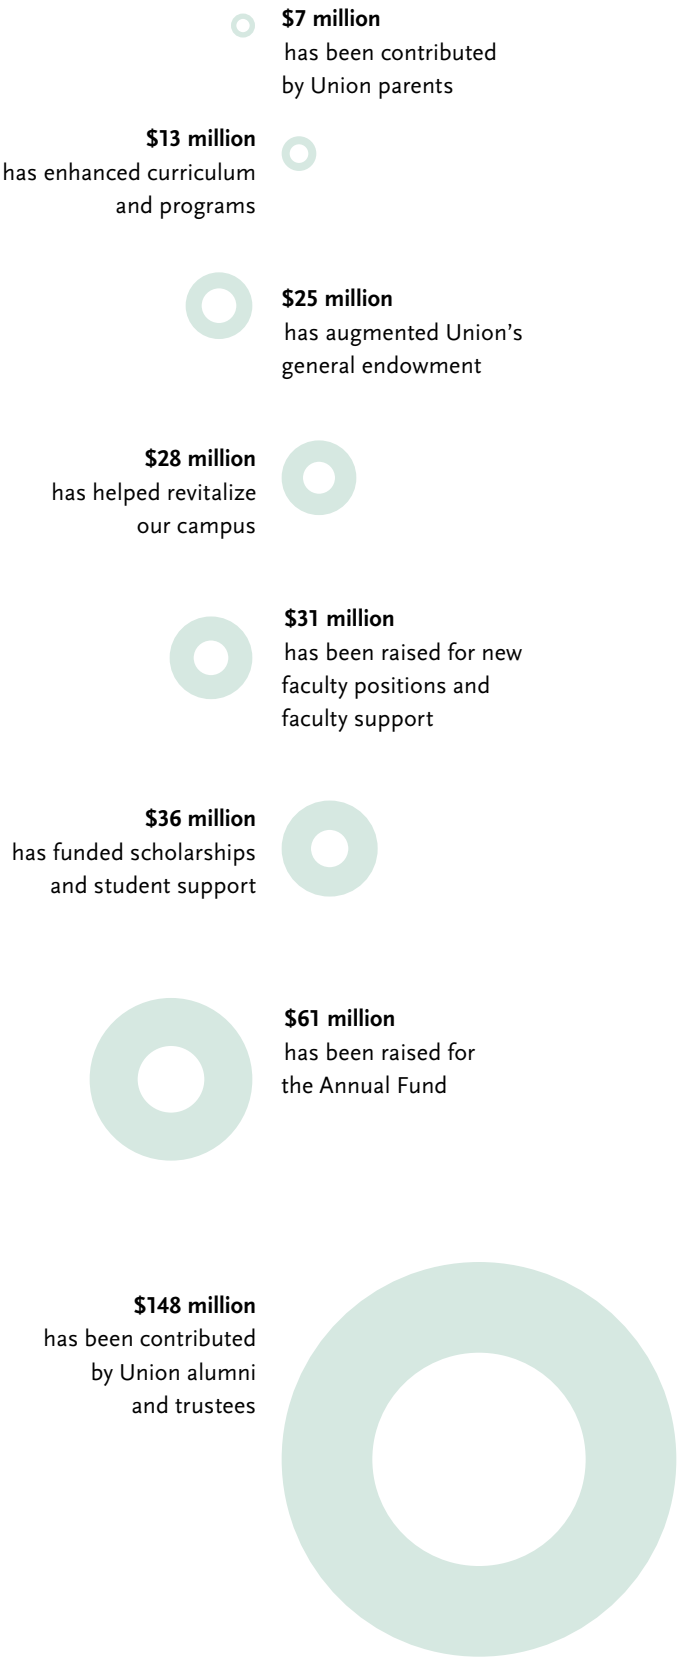 $7 million
has been contributed
by Union parents
$13 million
has enhanced curriculum
and programs
$25 million
has augmented Union’s
general endowment
$28 million
has helped revitalize
our campus
$31 million
has been raised for new
faculty positions and
faculty support
$36 million
has funded scholarships
and student support
$61 million
has been raised for
the Annual Fund
$148 million
has been contributed
by Union alumni
and trustees